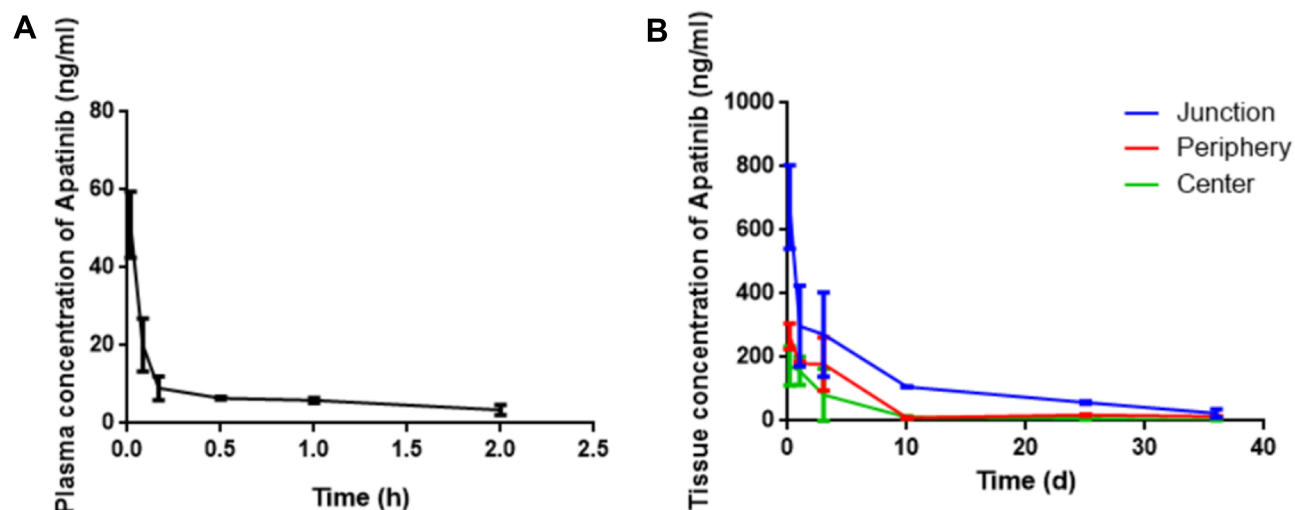 A
Plasma concentration of Apatinib (ng/ml)
80
60
40
20
0
0.0 0.5 1.0 1.5 2.0 2.5
Time (h)
B
Tissue concentration of Apatinib (ng/ml)
1000
800
600
400
200
0
0 10 20 30 40
Time (d)
Junction
Periphery
Center